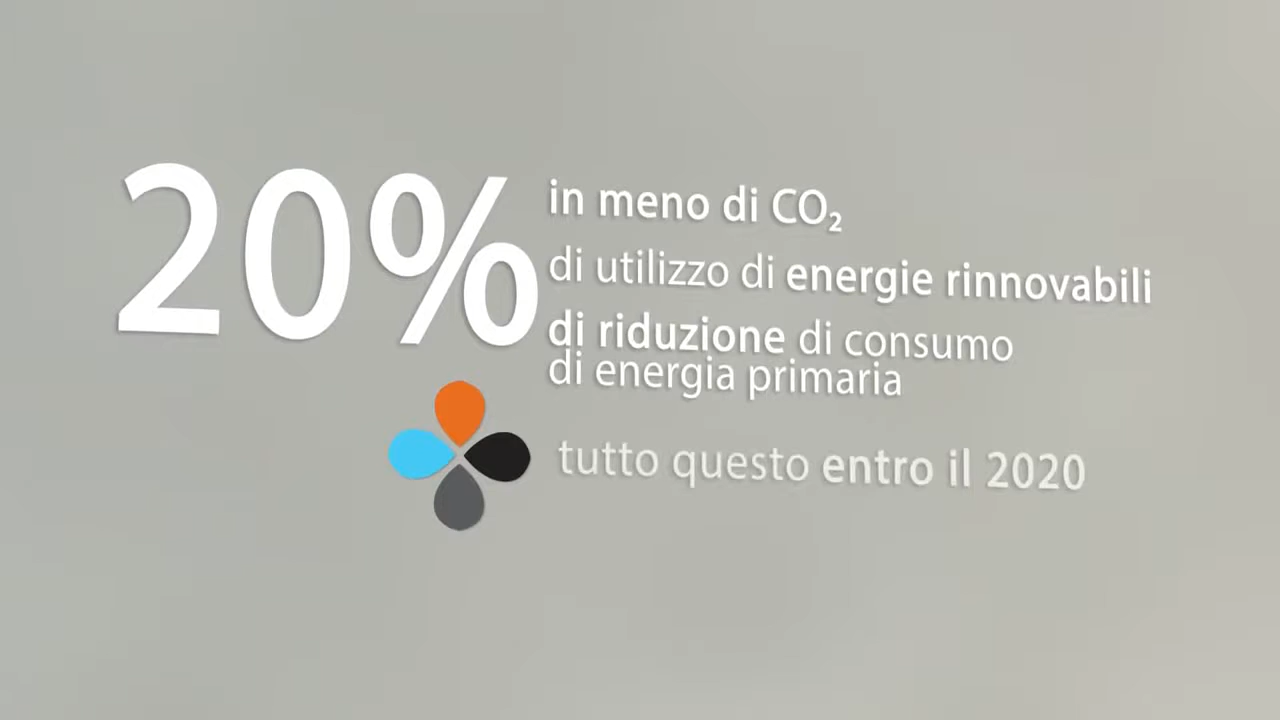 20%
in meno di CO₂
di utilizzo di energie rinnovabili
di riduzione di consumo
di energia primaria
tutto questo entro il 2020